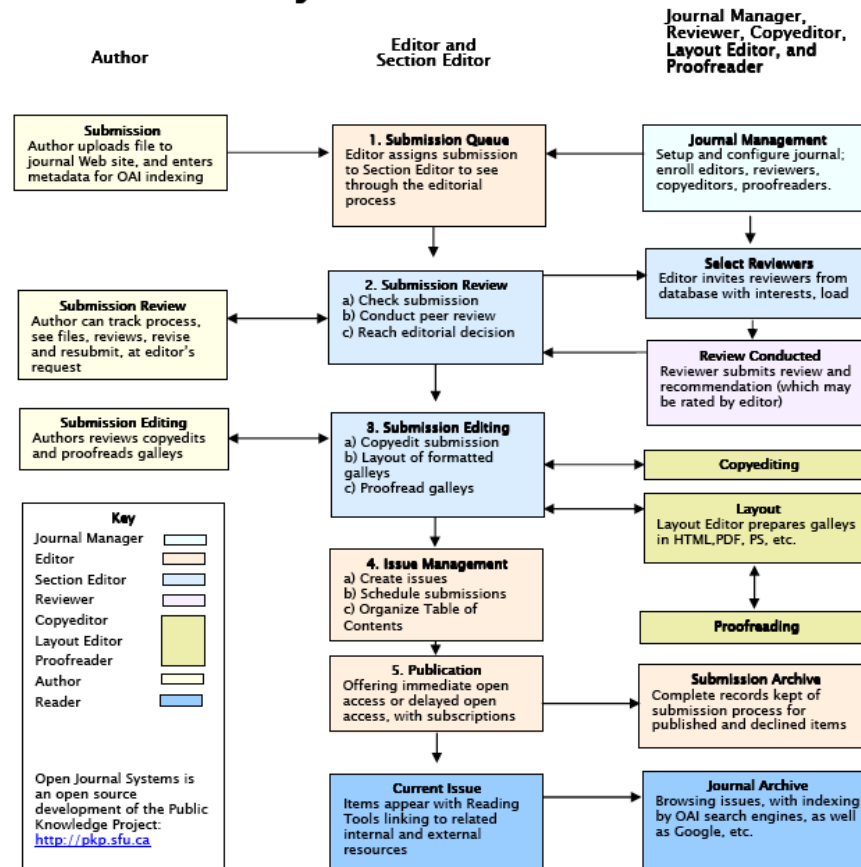 Author
Editor and
Section Editor
Journal Manager,
Reviewer, Copyeditor,
Layout Editor, and
Proofreader
Submission
Author uploads file to
journal Web site, and enters
metadata for OAI indexing
1. Submission Queue
Editor assigns submission
to Section Editor to see
through the editorial
process
Journal Management
Setup and configure journal;
enroll editors, reviewers,
copyeditors, proofreaders.
Select Reviewers
Editor invites reviewers from
database with interests, load
2. Submission Review
a) Check submission
b) Conduct peer review
c) Reach editorial decision
Submission Review
Author can track process,
see files, reviews, revise
and resubmit, at editor's
request
Review Conducted
Reviewer submits review and
recommendation (which may
be rated by editor)
Submission Editing
Authors reviews copyedits
and proofreads galleys
3. Submission Editing
a) Copyedit submission
b) Layout of formatted
galleys
c) Proofread galleys
Copyediting
Layout
Layout Editor prepares galleys
in HTML,PDF, PS, etc.
Proofreading
Key
Journal Manager
Editor
Section Editor
Reviewer
Copyeditor
Layout Editor
Proofreader
Author
Reader
Open Journal Systems is
an open source
development of the Public
Knowledge Project:
http://pkp.sfu.ca
4. Issue Management
a) Create issues
b) Schedule submissions
c) Organize Table of
Contents
5. Publication
Offering immediate open
access or delayed open
access, with subscriptions
Submission Archive
Complete records kept of
submission process for
published and declined items
Current Issue
Items appear with Reading
Tools linking to related
internal and external
resources
Journal Archive
Browsing issues, with indexing
by OAI search engines, as well
as Google, etc.